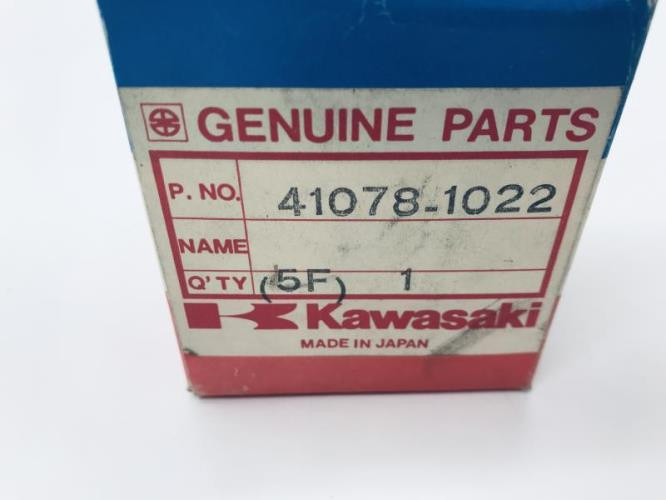 GENUINE PARTS
P. NO. 41078-1022
NAME
Q'TY (5F) 1
Kawasaki
MADE IN JAPAN